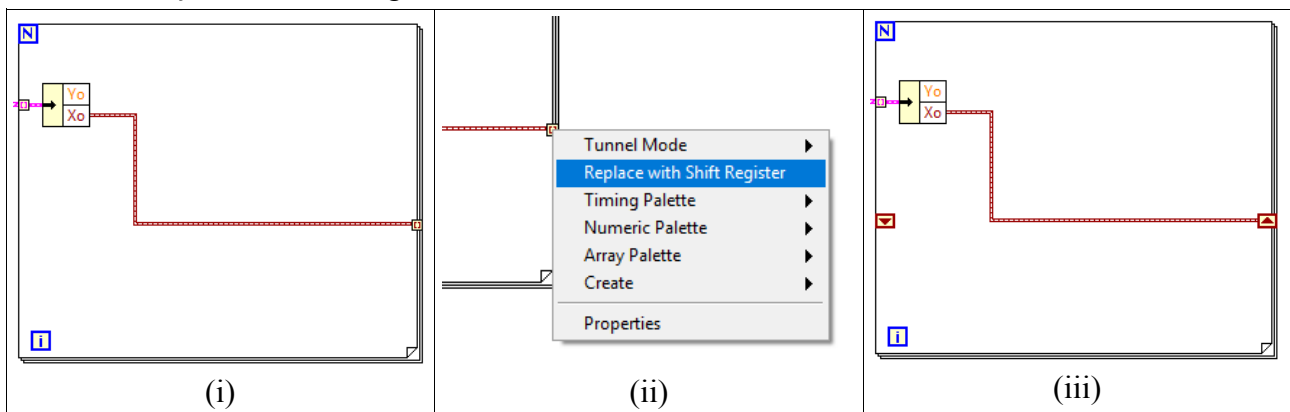 N
Yo
Xo
i
(i)
Tunnel Mode
Replace with Shift Register
Timing Palette
Numeric Palette
Array Palette
Create
Properties
(ii)
N
Yo
Xo
i
(iii)